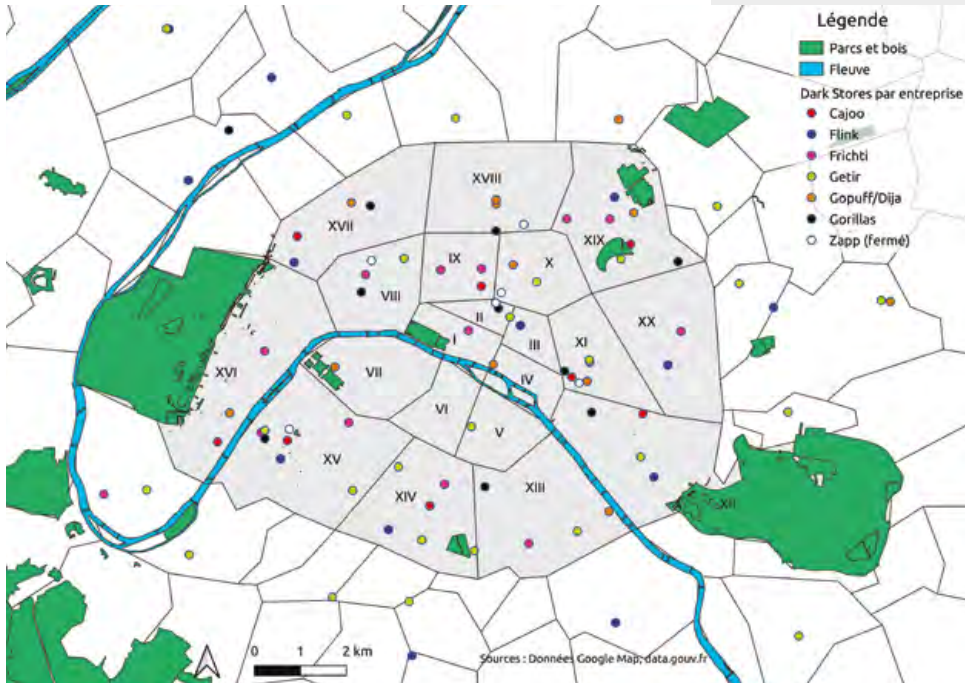 Légende
Parcs et bois
Fleuve
Dark Stores par entreprise
Cajoo
Flink
Frichti
Getir
Gopuff/Dija
Gorillas
Zapp (fermé)
XVIII
XVII
XIX
IX
X
VIII
II
XX
I
III
XI
XVI
VII
IV
VI
V
XV
XIV
XIII
XII
0 1 2 km
Sources : Données Google Map, data.gouv.fr